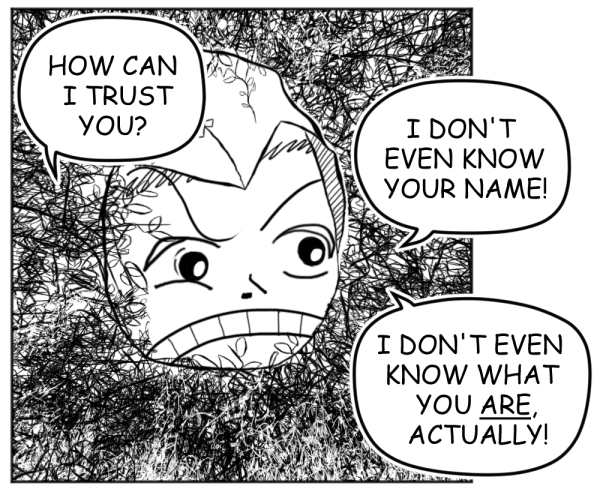 HOW CAN
I TRUST
YOU?
I DON'T
EVEN KNOW
YOUR NAME!
I DON'T EVEN
KNOW WHAT
YOU ARE,
ACTUALLY!